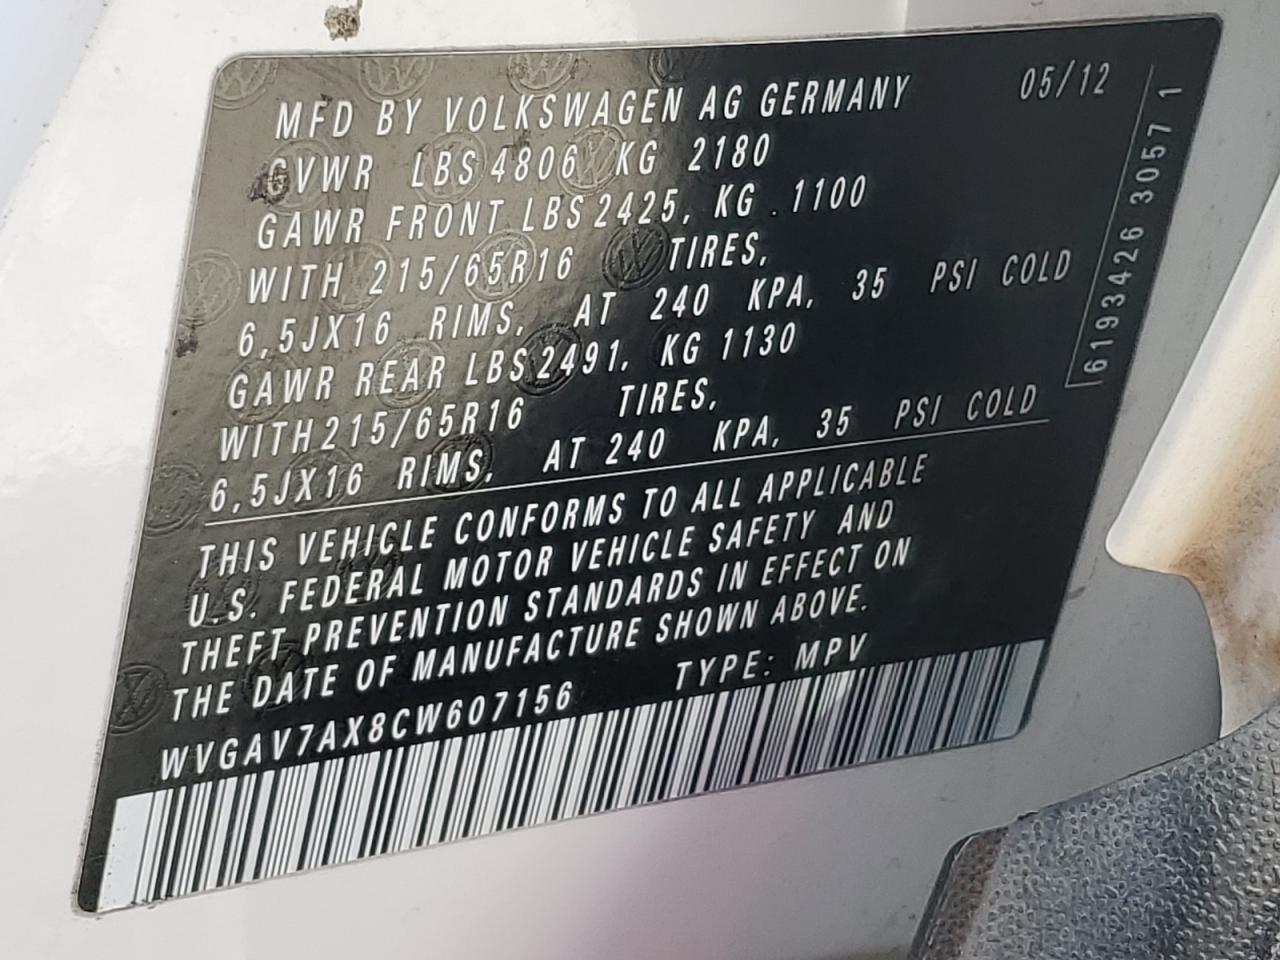 MFD BY VOLKSWAGEN AG GERMANY 05/12
GVWR LBS 4806 KG 2180
GAWR FRONT LBS 2425, KG 1100
WITH 215/65R16 TIRES,
6,5JX16 RIMS, AT 240 KPA, 35 PSI COLD
GAWR REAR LBS 2491, KG 1130
WITH 215/65R16 TIRES,
6,5JX16 RIMS, AT 240 KPA, 35 PSI COLD
THIS VEHICLE CONFORMS TO ALL APPLICABLE
U.S. FEDERAL MOTOR VEHICLE SAFETY AND
THEFT PREVENTION STANDARDS IN EFFECT ON
THE DATE OF MANUFACTURE SHOWN ABOVE.
WVGAV7AX8CW607156 TYPE: MPV
6193426 3057 1